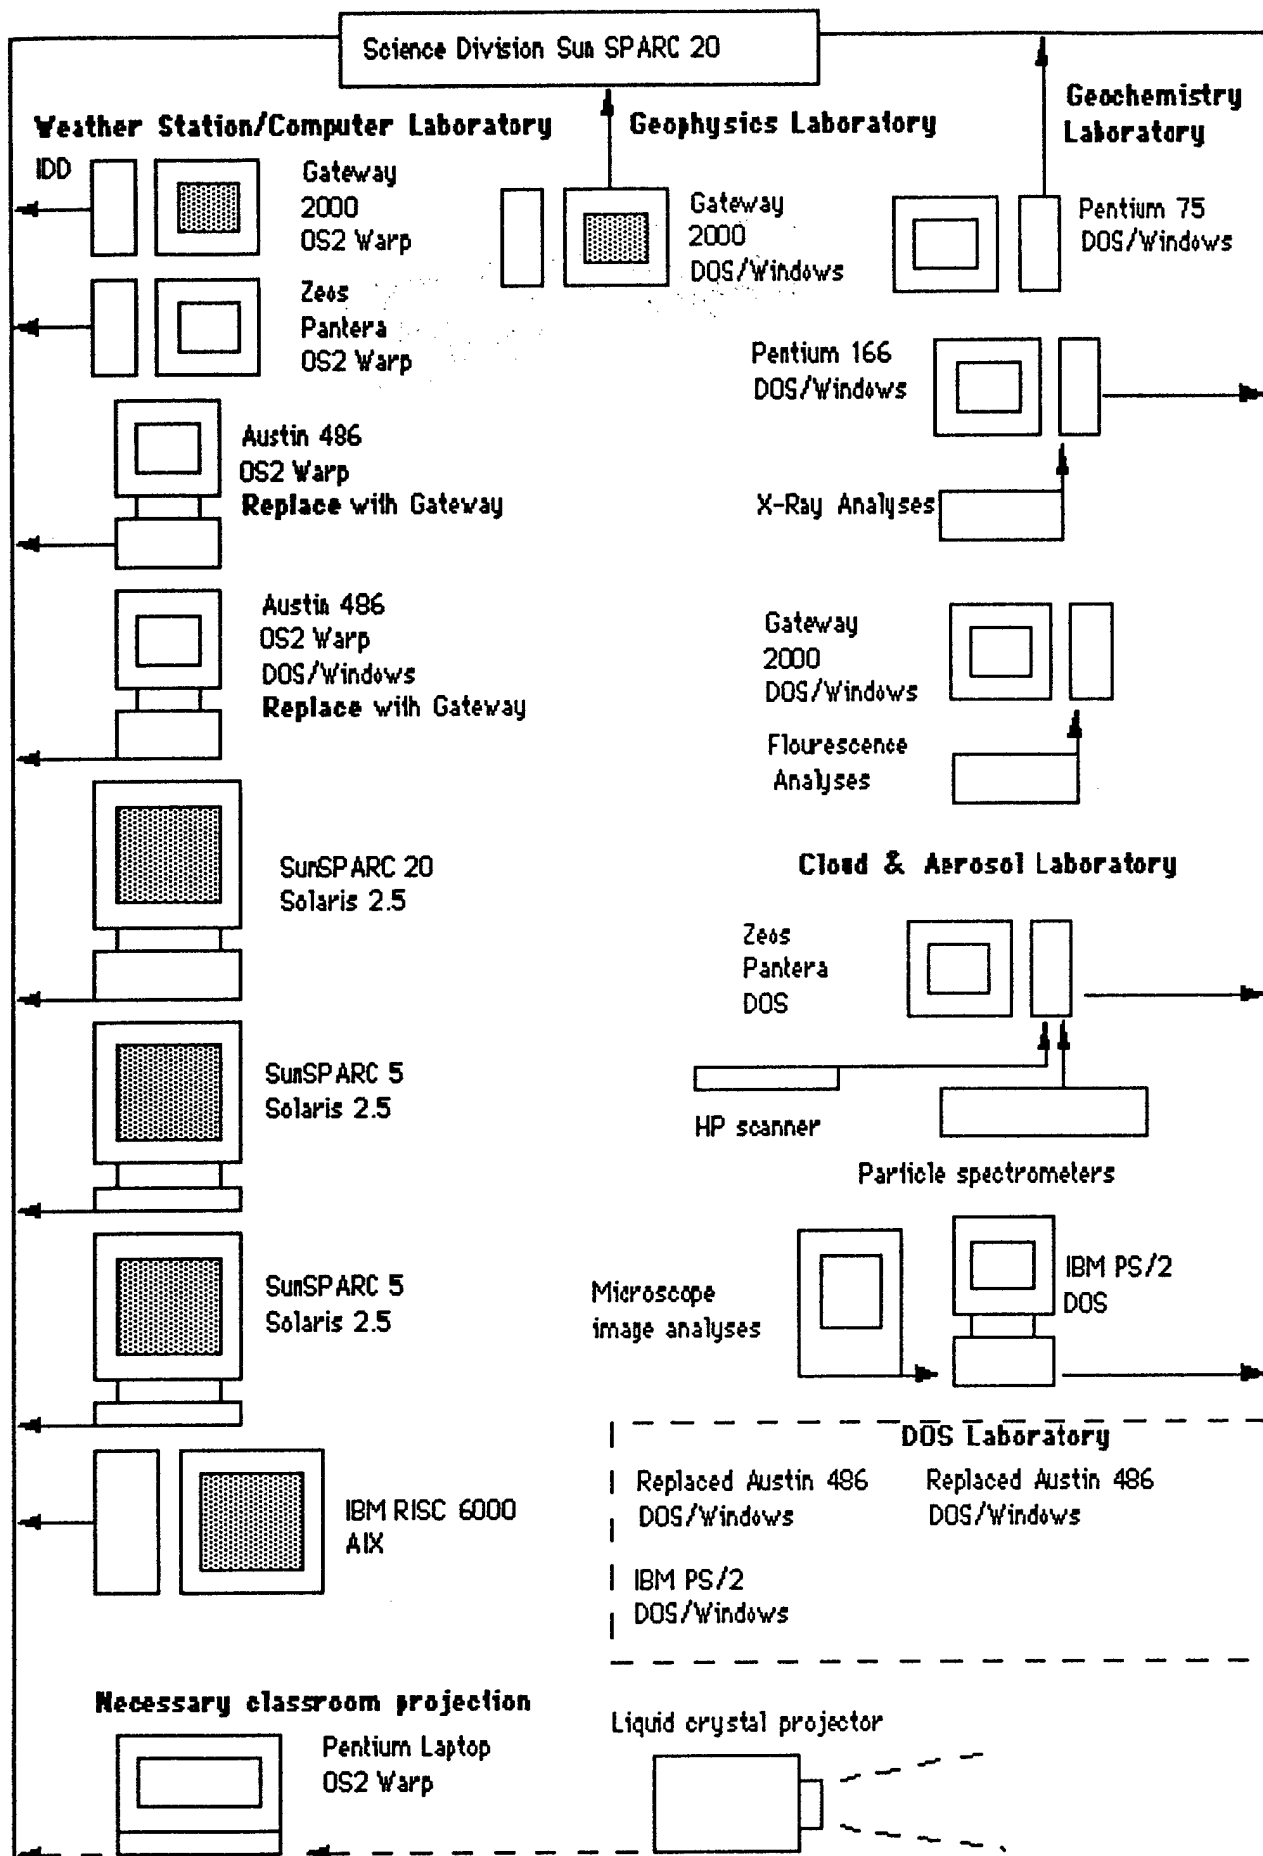 Science Division Sun SPARC 20
Weather Station/Computer Laboratory
IDD
Gateway
2000
OS2 Warp
Zeos
Pantera
OS2 Warp
Austin 486
OS2 Warp
Replace with Gateway
Austin 486
OS2 Warp
DOS/Windows
Replace with Gateway
SunSPARC 20
Solaris 2.5
SunSPARC 5
Solaris 2.5
SunSPARC 5
Solaris 2.5
IBM RISC 6000
AIX
Geophysics Laboratory
Gateway
2000
DOS/Windows
Geochemistry
Laboratory
Pentium 75
DOS/Windows
Pentium 166
DOS/Windows
X-Ray Analyses
Gateway
2000
DOS/Windows
Flourescence
Analyses
Cloud & Aerosol Laboratory
Zeos
Pantera
DOS
HP scanner
Particle spectrometers
Microscope
image analyses
IBM PS/2
DOS
DOS Laboratory
Replaced Austin 486
DOS/Windows
Replaced Austin 486
DOS/Windows
IBM PS/2
DOS/Windows
Necessary classroom projection
Pentium Laptop
OS2 Warp
Liquid crystal projector